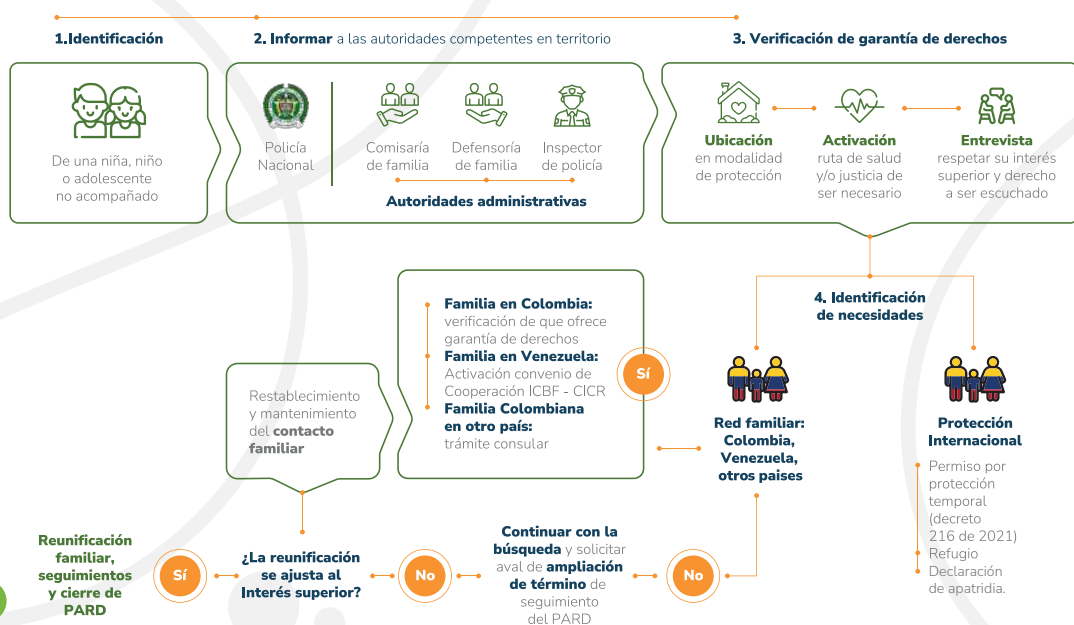 1.Identificación
2. Informar a las autoridades competentes en territorio
3. Verificación de garantía de derechos
De una niña, niño
o adolescente
no acompañado
Policía
Nacional
Comisaría
de familia
Defensoría
de familia
Inspector
de policía
Autoridades administrativas
Ubicación
en modalidad
de protección
Activación
ruta de salud
y/o justicia de
ser necesario
Entrevista
respetar su interés
superior y derecho
a ser escuchado
4. Identificación
de necesidades
Red familiar:
Colombia,
Venezuela,
otros paises
Protección
Internacional
Permiso por
protección
temporal
(decreto
216 de 2021)
Refugio
Declaración
de apatridia.
Sí
Familia en Colombia:
verificación de que ofrece
garantía de derechos
Familia en Venezuela:
Activación convenio de
Cooperación ICBF - CICR
Familia Colombiana
en otro país:
trámite consular
Restablecimiento
y mantenimiento
del contacto
familiar
No
Continuar con la
búsqueda y solicitar
aval de ampliación
de término de
seguimiento
del PARD
No
¿La reunificación
se ajusta al
Interés superior?
Sí
Reunificación
familiar,
seguimientos
y cierre de
PARD